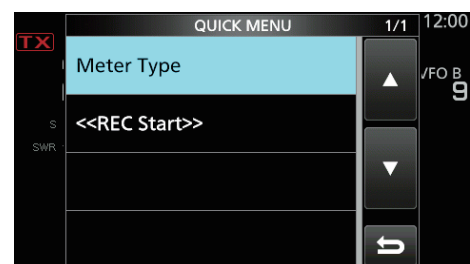 QUICK MENU 1/1 12:00
TX
Meter Type
VFO B
9
<<REC Start>>
S
SWR